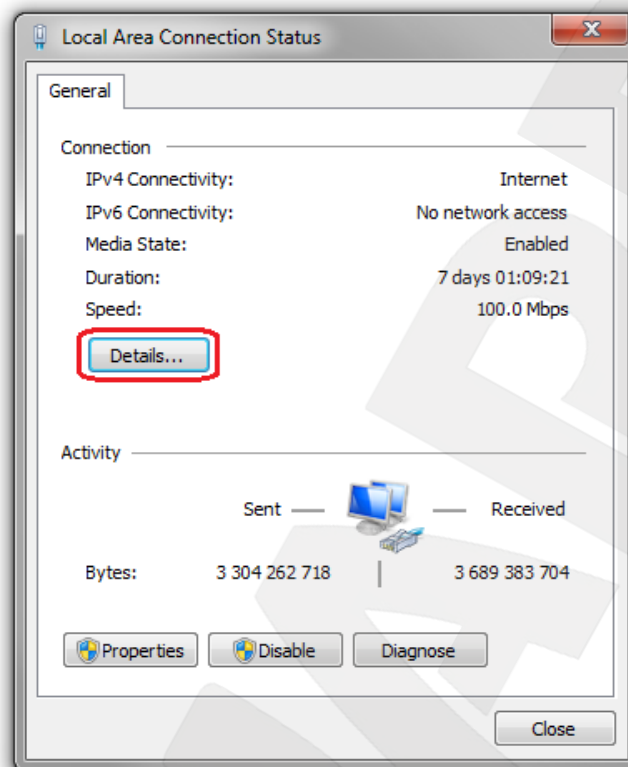 Local Area Connection Status
General
Connection
IPv4 Connectivity: Internet
IPv6 Connectivity: No network access
Media State: Enabled
Duration: 7 days 01:09:21
Speed: 100.0 Mbps
Details...
Activity
Sent Received
Bytes: 3 304 262 718 3 689 383 704
Properties Disable Diagnose
Close